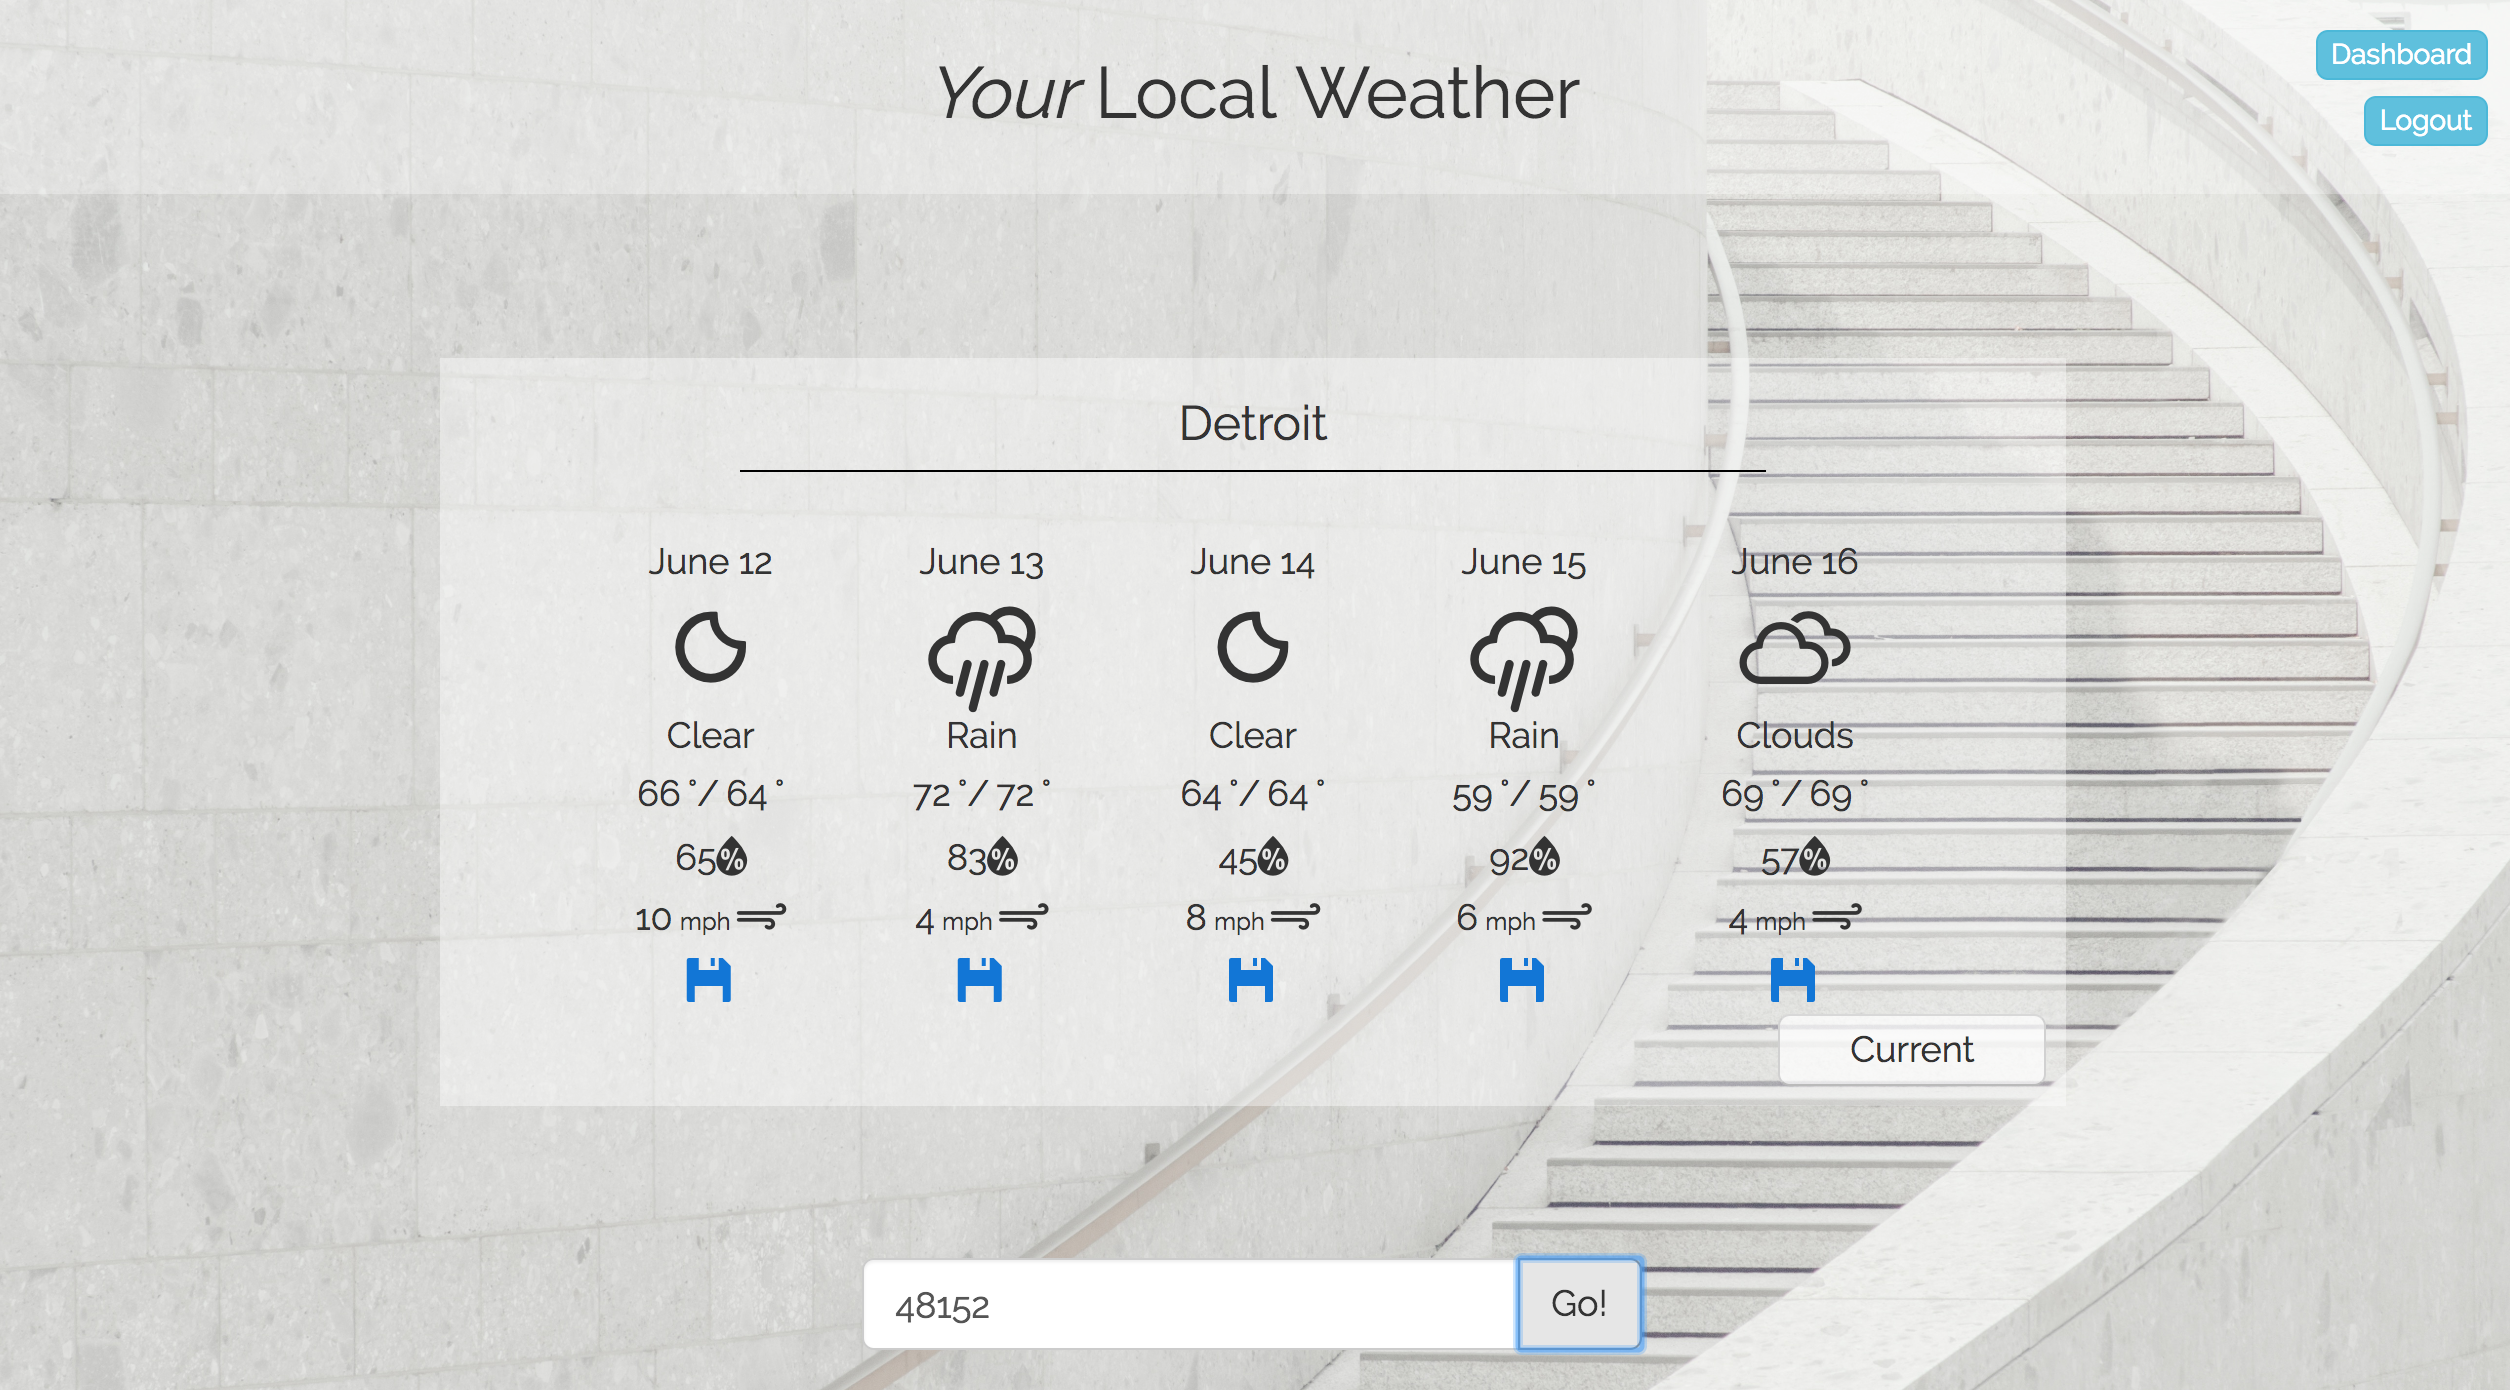 Your Local Weather
Dashboard
Logout
Detroit
June 12 June 13 June 14 June 15 June 16
Clear Rain Clear Rain Clouds
66 °/ 64 ° 72 °/ 72 ° 64 °/ 64 ° 59 °/ 59 ° 69 °/ 69 °
65% 83% 45% 92% 57%
10 mph 4 mph 8 mph 6 mph 4 mph
Current
48152 Go!